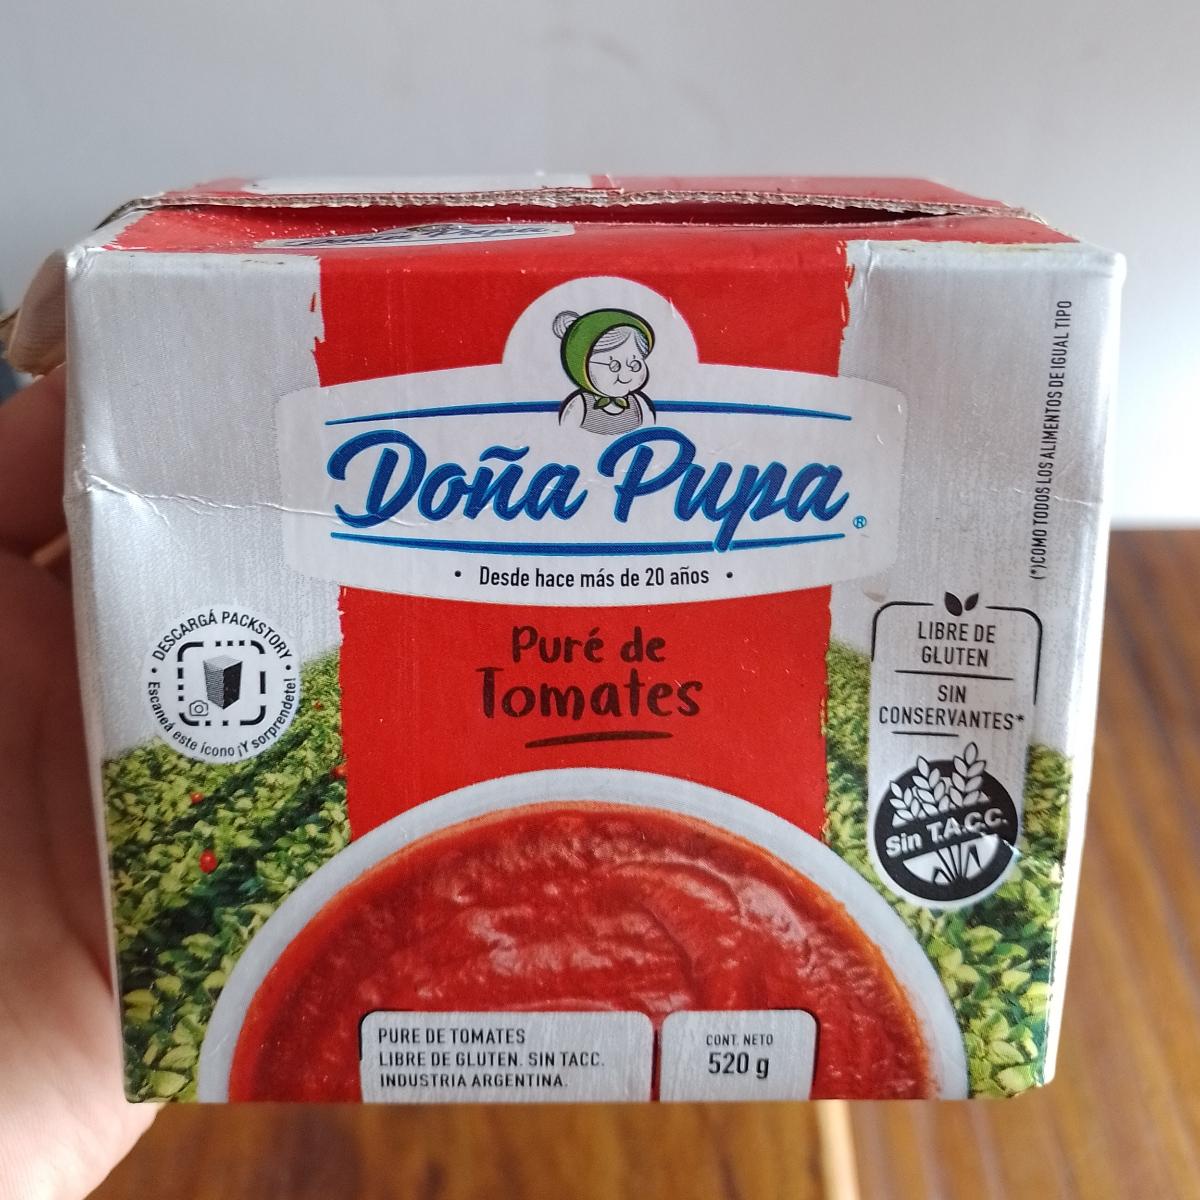 Doña Pupa
(*)COMO TODOS LOS ALIMENTOS DE IGUAL TIPO
Doña Pupa®
• Desde hace más de 20 años •
Puré de
Tomates
• DESCARGÁ PACKSTORY •
Escaneá este ícono ¡Y sorprendete!
LIBRE DE
GLUTEN
SIN
CONSERVANTES*
Sin T.A.C.C.
PURE DE TOMATES
LIBRE DE GLUTEN. SIN TACC.
INDUSTRIA ARGENTINA.
CONT. NETO
520 g